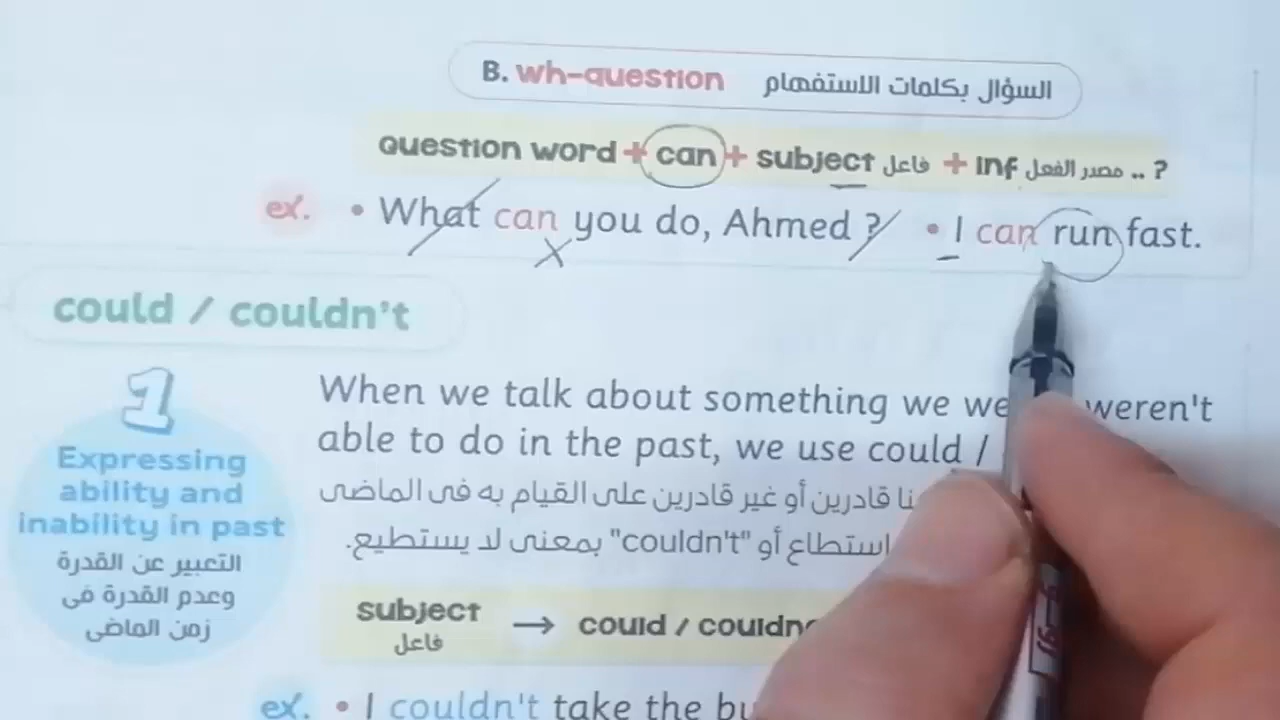 B. wh-question السؤال بكلمات الاستفهام
question word + can + subject فاعل + inf مصدر الفعل .. ?
ex. • What can you do, Ahmed ? • I can run fast.
could / couldn't
1
Expressing
ability and
inability in past
التعبير عن القدرة
وعدم القدرة فى
زمن الماضى
When we talk about something we weren't
able to do in the past, we use could /
قادرين أو غير قادرين على القيام به فى الماضى
استطاع أو "couldn't" بمعنى لا يستطيع.
subject → could /
فاعل
ex. • I couldn't take the